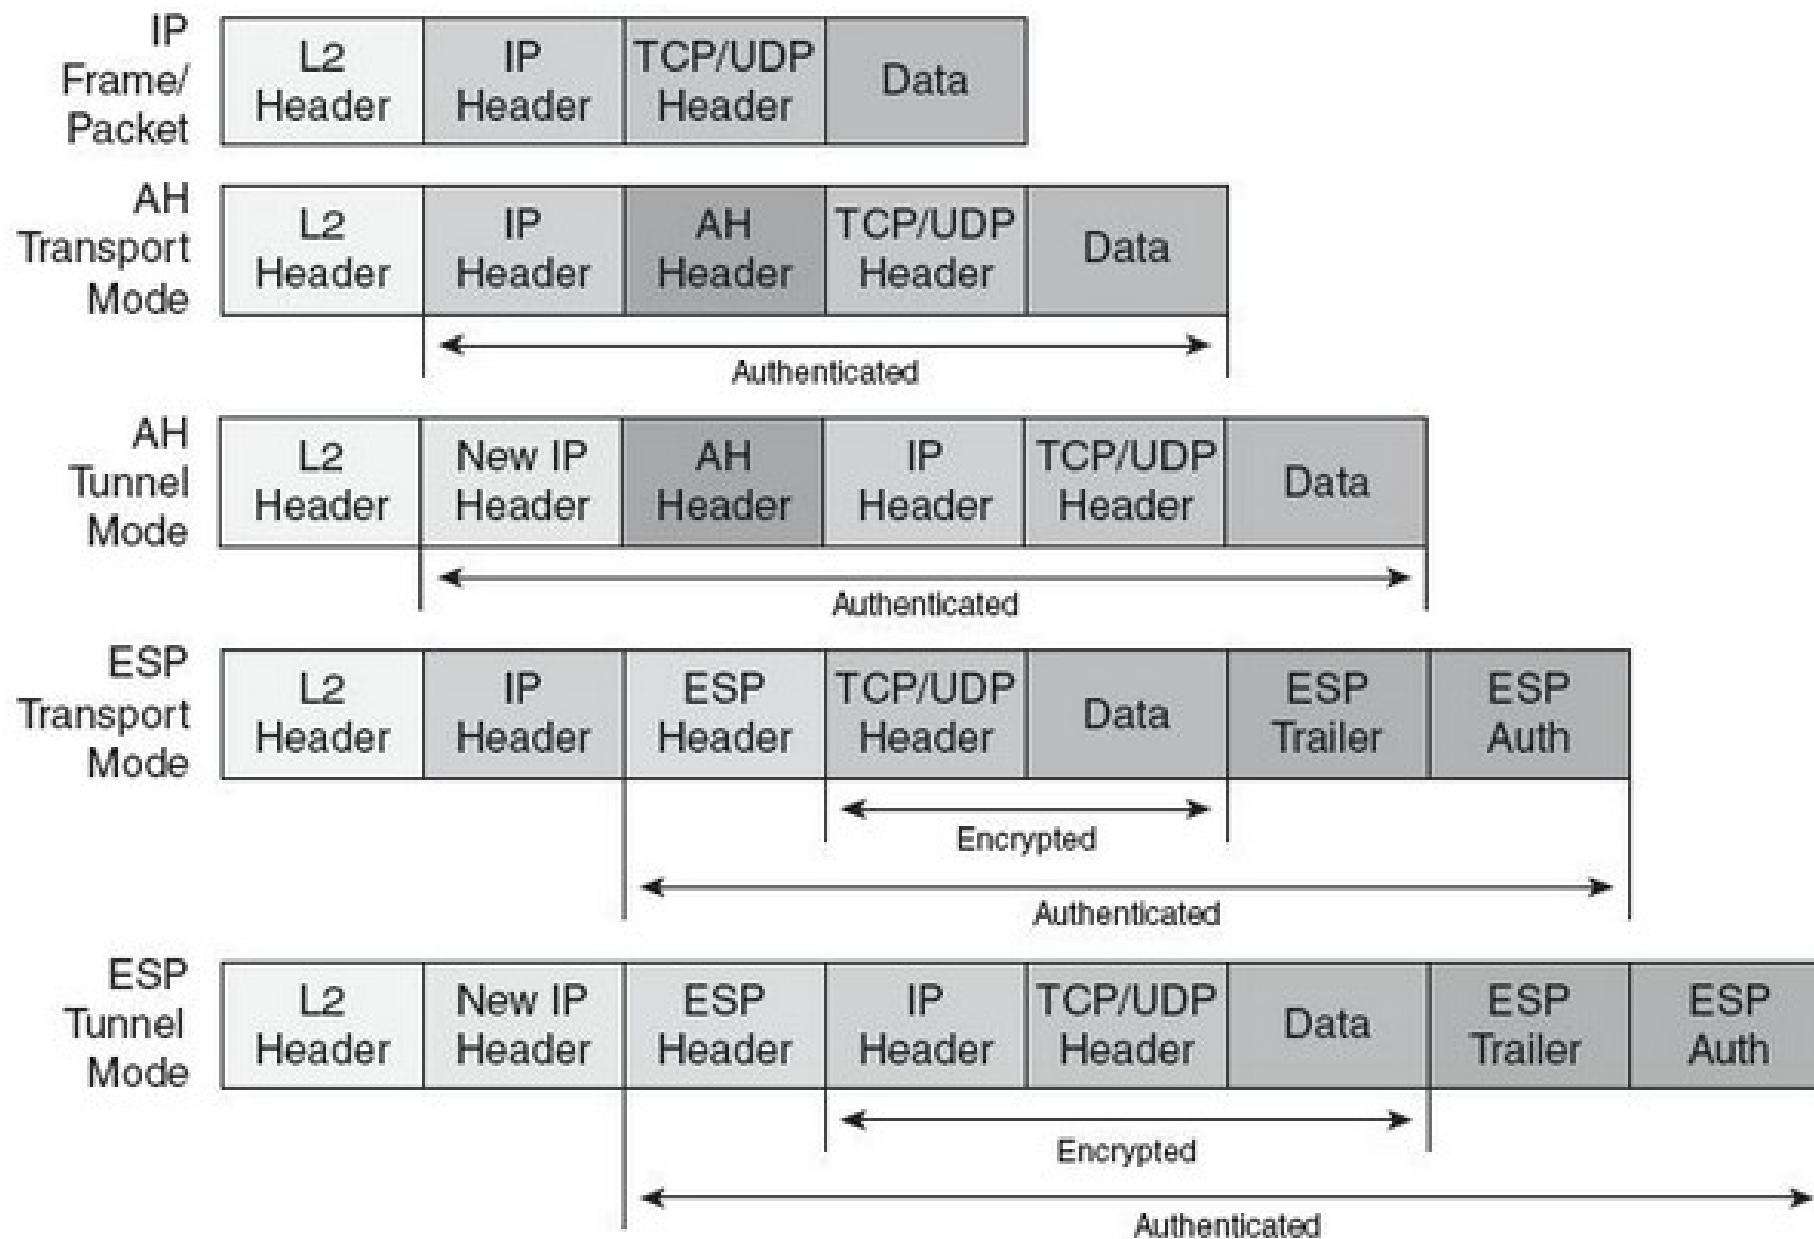 IP
Frame/
Packet
L2
Header
IP
Header
TCP/UDP
Header
Data
AH
Transport
Mode
L2
Header
IP
Header
AH
Header
TCP/UDP
Header
Data
Authenticated
AH
Tunnel
Mode
L2
Header
New IP
Header
AH
Header
IP
Header
TCP/UDP
Header
Data
Authenticated
ESP
Transport
Mode
L2
Header
IP
Header
ESP
Header
TCP/UDP
Header
Data
ESP
Trailer
ESP
Auth
Encrypted
Authenticated
ESP
Tunnel
Mode
L2
Header
New IP
Header
ESP
Header
IP
Header
TCP/UDP
Header
Data
ESP
Trailer
ESP
Auth
Encrypted
Authenticated